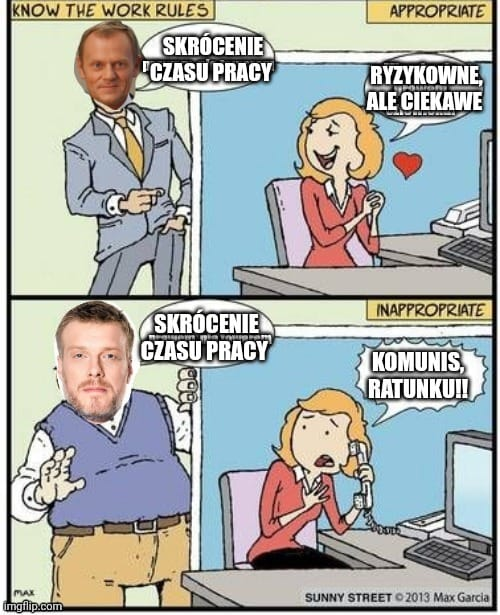 KNOW THE WORK RULES
APPROPRIATE
SKRÓCENIE
CZASU PRACY
RYZYKOWNE,
ALE CIEKAWE
INAPPROPRIATE
SKRÓCENIE
CZASU PRACY
KOMUNIS,
RATUNKU!!
MAX
SUNNY STREET © 2013 Max Garcia
imgflip.com